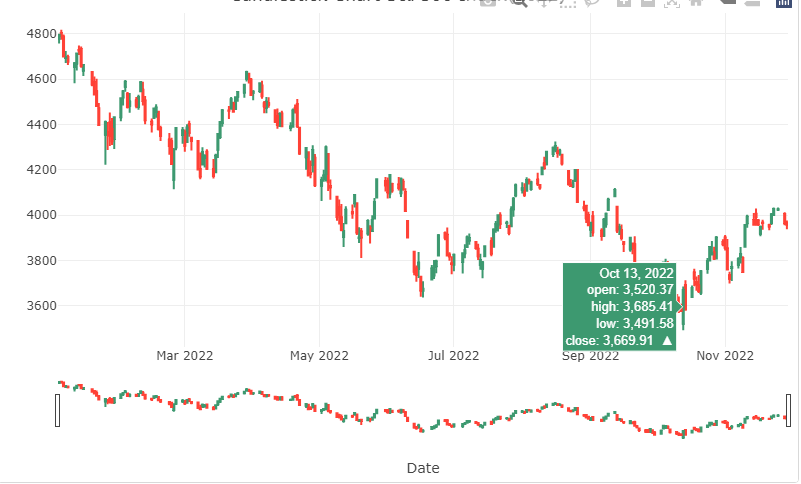 4800
4600
4400
4200
4000
3800
3600
Oct 13, 2022
open: 3,520.37
high: 3,685.41
low: 3,491.58
close: 3,669.91 ▲
Mar 2022
May 2022
Jul 2022
Sep 2022
Nov 2022
Date